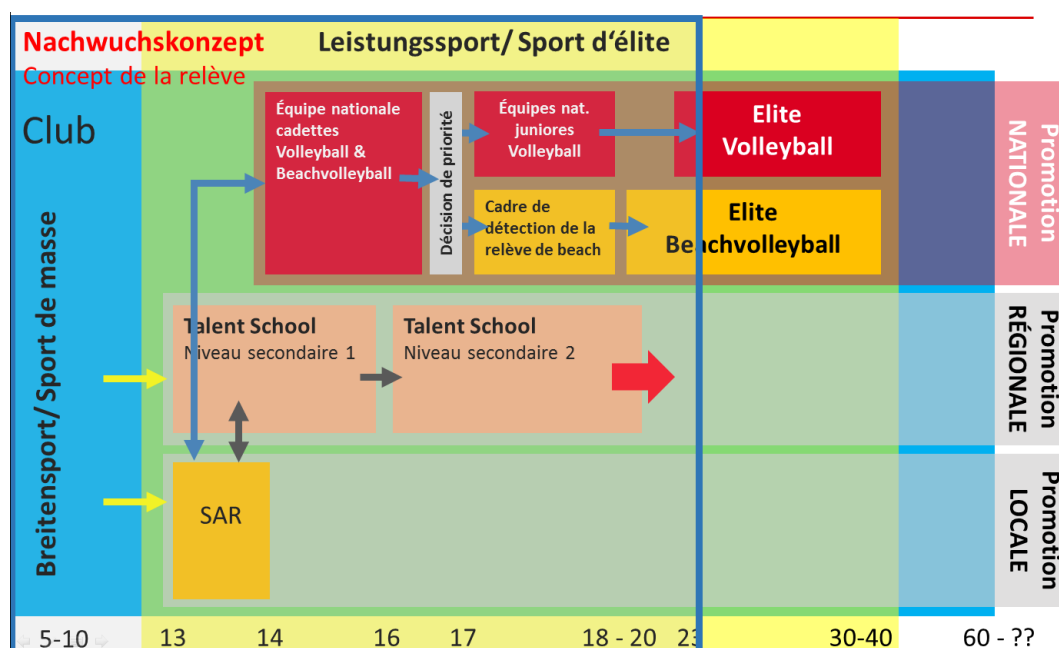 Nachwuchskonzept
Concept de la relève
Leistungssport/ Sport d‘élite
Club
Breitensport/ Sport de masse
Équipe nationale
cadettes
Volleyball &
Beachvolleyball
Décision de priorité
Équipes nat.
juniores
Volleyball
Elite
Volleyball
Cadre de
détection de la
relève de beach
Elite
Beachvolleyball
Promotion
NATIONALE
Talent School
Niveau secondaire 1
Talent School
Niveau secondaire 2
Promotion
RÉGIONALE
SAR
Promotion
LOCALE
5-10 13 14 16 17 18 - 20 23 30-40 60 - ??